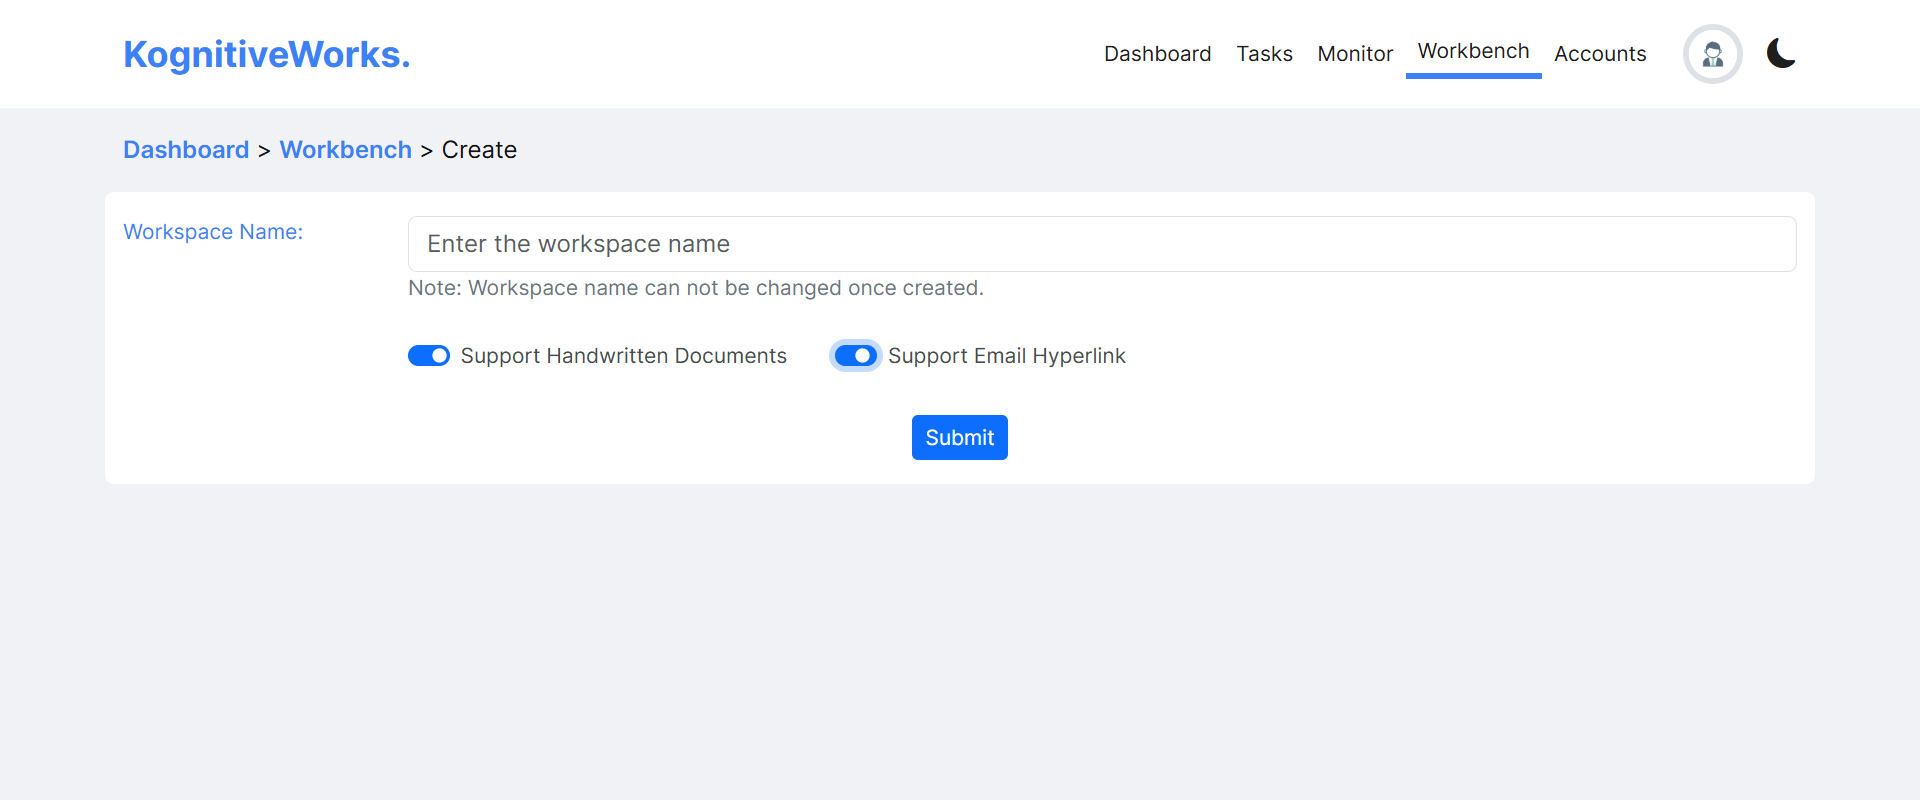 KognitiveWorks.
Dashboard Tasks Monitor Workbench Accounts
Dashboard > Workbench > Create
Workspace Name:
Enter the workspace name
Note: Workspace name can not be changed once created.
Support Handwritten Documents Support Email Hyperlink
Submit